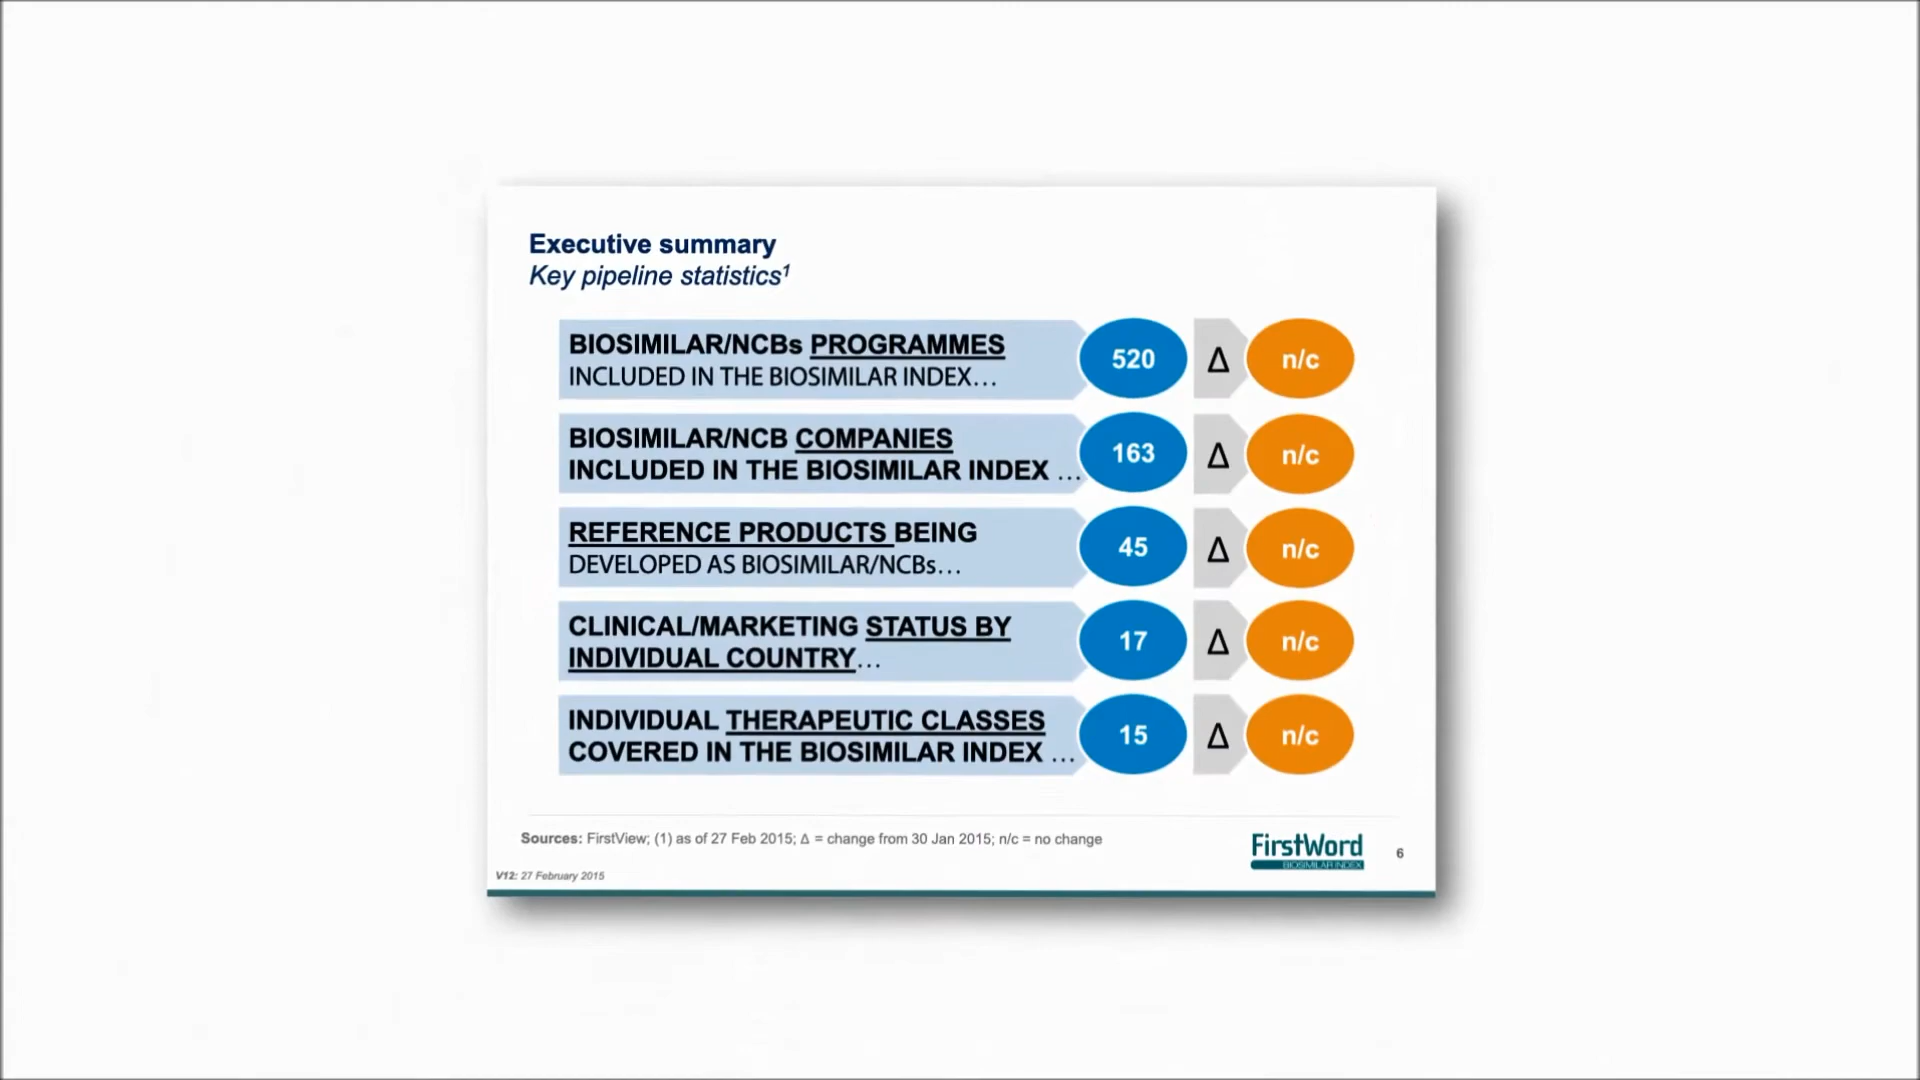 Executive summary
Key pipeline statistics¹
BIOSIMILAR/NCBs PROGRAMMES
INCLUDED IN THE BIOSIMILAR INDEX…
520
Δ
n/c
BIOSIMILAR/NCB COMPANIES
INCLUDED IN THE BIOSIMILAR INDEX …
163
Δ
n/c
REFERENCE PRODUCTS BEING
DEVELOPED AS BIOSIMILAR/NCBs…
45
Δ
n/c
CLINICAL/MARKETING STATUS BY
INDIVIDUAL COUNTRY…
17
Δ
n/c
INDIVIDUAL THERAPEUTIC CLASSES
COVERED IN THE BIOSIMILAR INDEX …
15
Δ
n/c
Sources: FirstView; (1) as of 27 Feb 2015; Δ = change from 30 Jan 2015; n/c = no change
FirstWord
BIOSIMILAR INDEX
6
V12: 27 February 2015